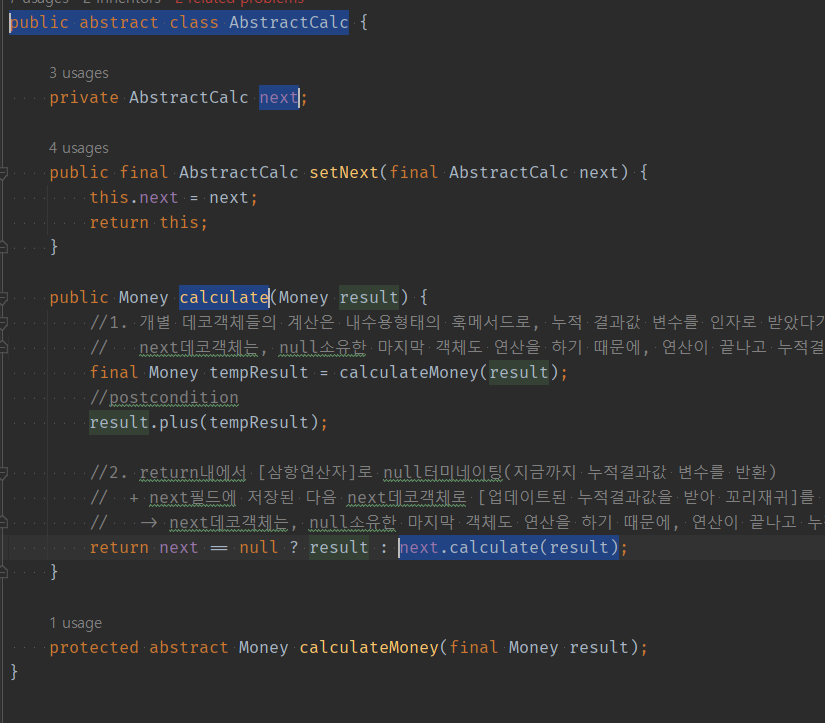 public abstract class AbstractCalc {
3 usages
private AbstractCalc next;
4 usages
public final AbstractCalc setNext(final AbstractCalc next) {
this.next = next;
return this;
}
public Money calculate(Money result) {
//1. 개별 데코객체들의 계산은 내수용형태의 훅메서드로, 누적 결과값 변수를 인자로 받았다가
// next데코객체는, null소유한 마지막 객체도 연산을 하기 때문에, 연산이 끝나고 누적결
final Money tempResult = calculateMoney(result);
//postcondition
result.plus(tempResult);
//2. return내에서 [삼항연산자]로 null터미네이팅(지금까지 누적결과값 변수를 반환)
// + next필드에 저장된 다음 next데코객체로 [업데이트된 누적결과값을 받아 꼬리재귀]를
// -> next데코객체는, null소유한 마지막 객체도 연산을 하기 때문에, 연산이 끝나고 누
return next == null ? result : next.calculate(result);
}
1 usage
protected abstract Money calculateMoney(final Money result);
}